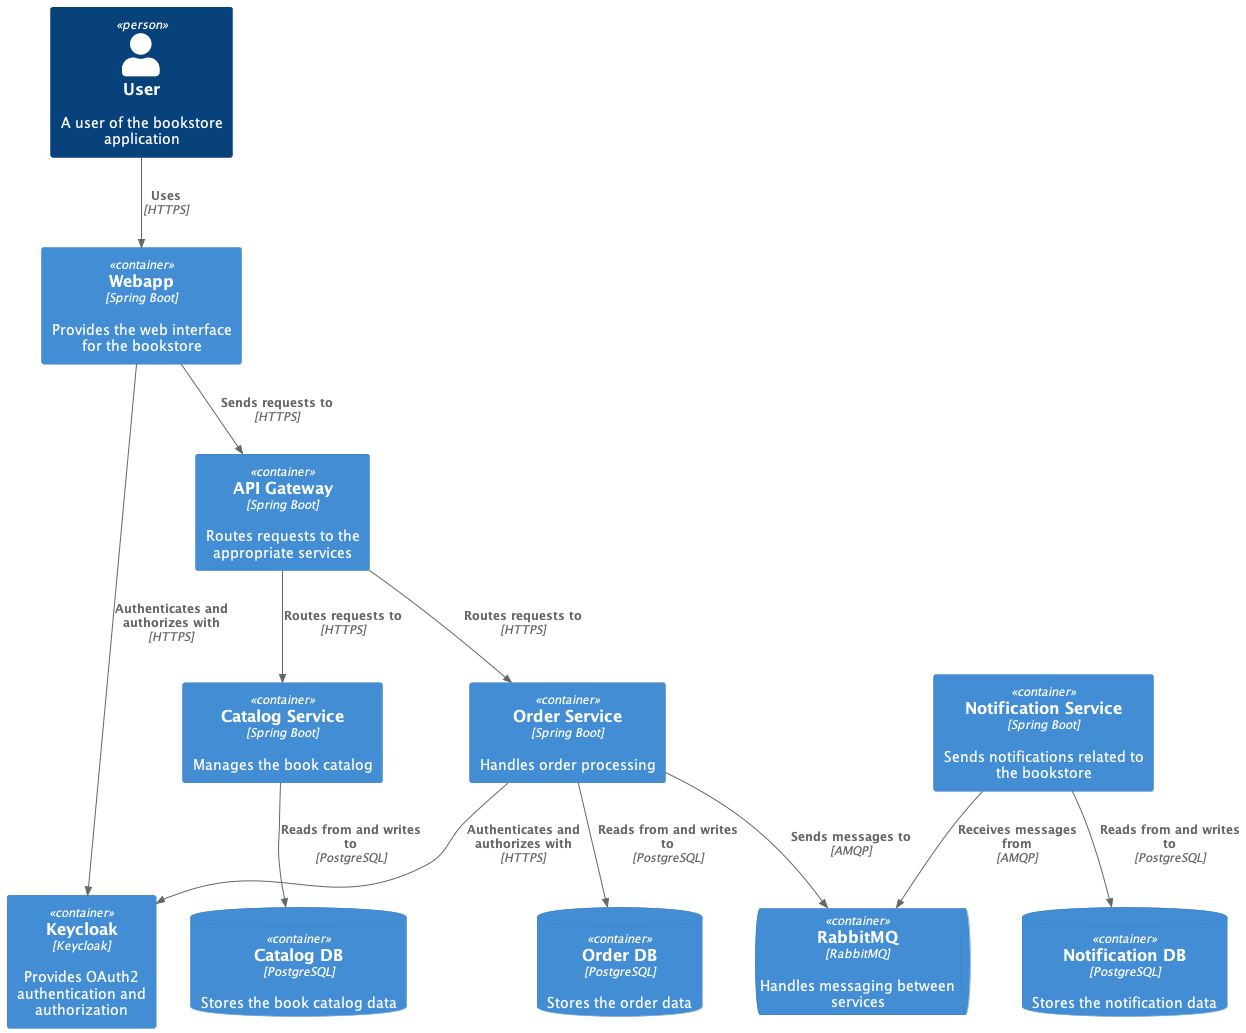 «person»
User
A user of the bookstore
application
Uses
[HTTPS]
«container»
Webapp
[Spring Boot]
Provides the web interface
for the bookstore
Sends requests to
[HTTPS]
«container»
API Gateway
[Spring Boot]
Routes requests to the
appropriate services
Authenticates and
authorizes with
[HTTPS]
Routes requests to
[HTTPS]
Routes requests to
[HTTPS]
«container»
Catalog Service
[Spring Boot]
Manages the book catalog
«container»
Order Service
[Spring Boot]
Handles order processing
«container»
Notification Service
[Spring Boot]
Sends notifications related to
the bookstore
Reads from and writes
to
[PostgreSQL]
Authenticates and
authorizes with
[HTTPS]
Reads from and writes
to
[PostgreSQL]
Sends messages to
[AMQP]
Receives messages
from
[AMQP]
Reads from and writes
to
[PostgreSQL]
«container»
Keycloak
[Keycloak]
Provides OAuth2
authentication and
authorization
«container»
Catalog DB
[PostgreSQL]
Stores the book catalog data
«container»
Order DB
[PostgreSQL]
Stores the order data
«container»
RabbitMQ
[RabbitMQ]
Handles messaging between
services
«container»
Notification DB
[PostgreSQL]
Stores the notification data